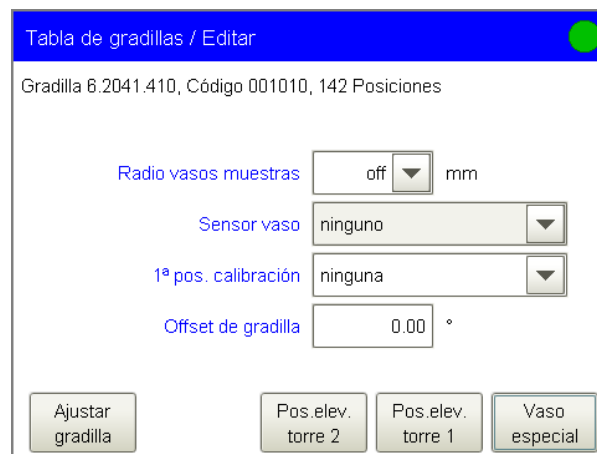 Tabla de gradillas / Editar
Gradilla 6.2041.410, Código 001010, 142 Posiciones
Radio vasos muestras off mm
Sensor vaso ninguno
1ª pos. calibración ninguna
Offset de gradilla 0.00 °
Ajustar gradilla
Pos.elev. torre 2
Pos.elev. torre 1
Vaso especial